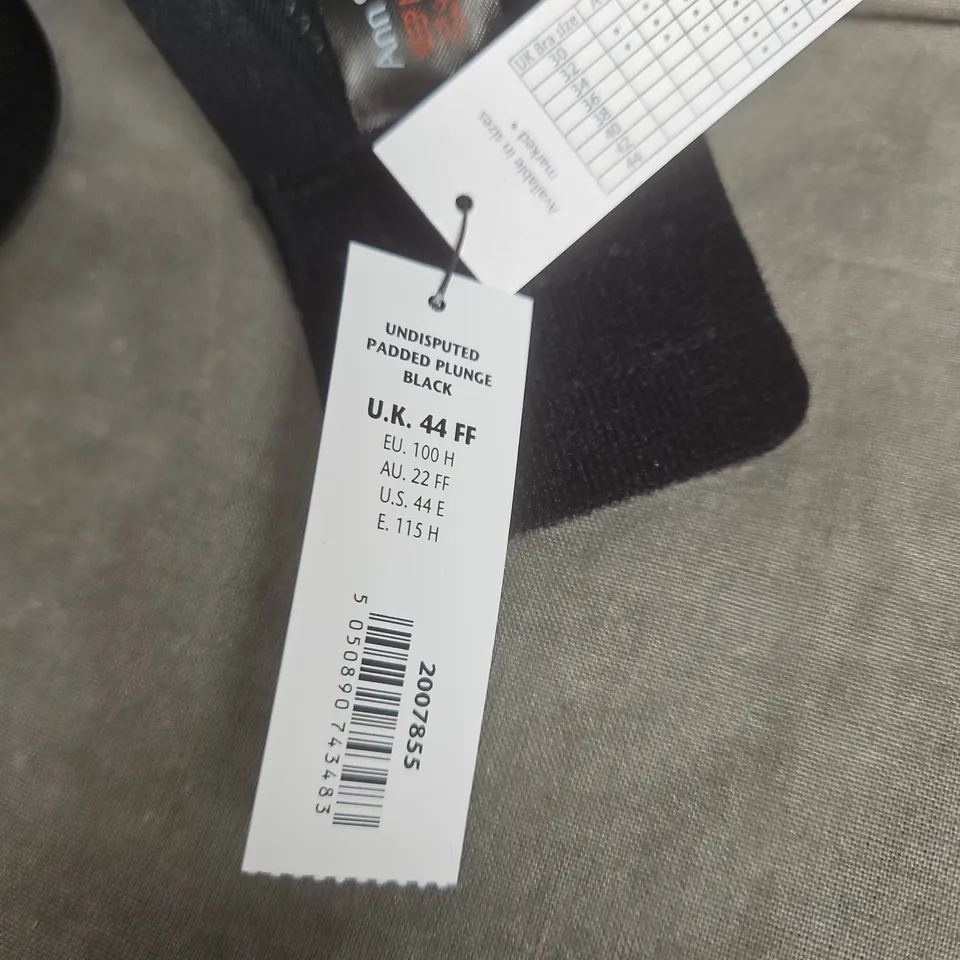 UK Bra size
30
32
34
36
38
40
42
44
Available in sizes
marked •
UNDISPUTED
PADDED PLUNGE
BLACK
U.K. 44 FF
EU. 100 H
AU. 22 FF
U.S. 44 E
E. 115 H
2007855
5 050890 743483